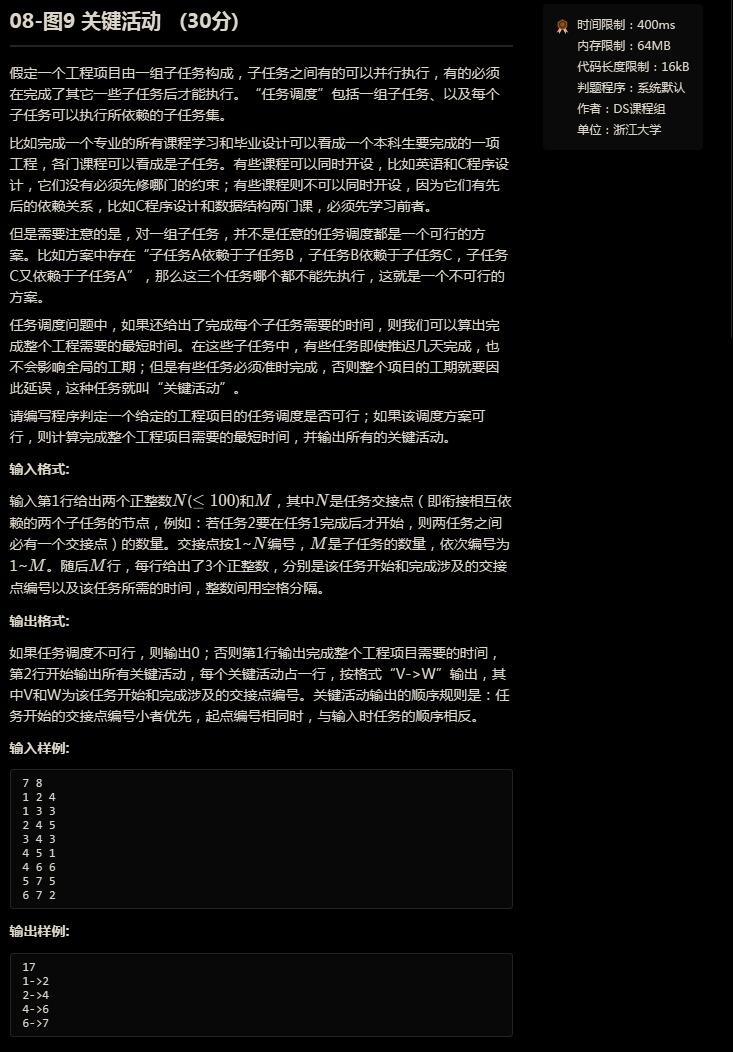 08-图9 关键活动 (30分)
时间限制：400ms
内存限制：64MB
代码长度限制：16kB
判题程序：系统默认
作者：DS课程组
单位：浙江大学
假定一个工程项目由一组子任务构成，子任务之间有的可以并行执行，有的必须
在完成了其它一些子任务后才能执行。“任务调度”包括一组子任务、以及每个
子任务可以执行所依赖的子任务集。
比如完成一个专业的所有课程学习和毕业设计可以看成一个本科生要完成的一项
工程，各门课程可以看成是子任务。有些课程可以同时开设，比如英语和C程序设
计，它们没有必须先修哪门的约束；有些课程则不可以同时开设，因为它们有先
后的依赖关系，比如C程序设计和数据结构两门课，必须先学习前者。
但是需要注意的是，对一组子任务，并不是任意的任务调度都是一个可行的方
案。比如方案中存在“子任务A依赖于子任务B，子任务B依赖于子任务C，子任务
C又依赖于子任务A”，那么这三个任务哪个都不能先执行，这就是一个不可行的
方案。
任务调度问题中，如果还给出了完成每个子任务需要的时间，则我们可以算出完
成整个工程需要的最短时间。在这些子任务中，有些任务即使推迟几天完成，也
不会影响全局的工期；但是有些任务必须准时完成，否则整个项目的工期就要因
此延误，这种任务就叫“关键活动”。
请编写程序判定一个给定的工程项目的任务调度是否可行；如果该调度方案可
行，则计算完成整个工程项目需要的最短时间，并输出所有的关键活动。
输入格式:
输入第1行给出两个正整数N(≤ 100)和M，其中N是任务交接点（即衔接相互依
赖的两个子任务的节点，例如：若任务2要在任务1完成后才开始，则两任务之间
必有一个交接点）的数量。交接点按1~N编号，M是子任务的数量，依次编号为
1~M。随后M行，每行给出了3个正整数，分别是该任务开始和完成涉及的交接
点编号以及该任务所需的时间，整数间用空格分隔。
输出格式:
如果任务调度不可行，则输出0；否则第1行输出完成整个工程项目需要的时间，
第2行开始输出所有关键活动，每个关键活动占一行，按格式“V->W”输出，其
中V和W为该任务开始和完成涉及的交接点编号。关键活动输出的顺序规则是：任
务开始的交接点编号小者优先，起点编号相同时，与输入时任务的顺序相反。
输入样例:
7 8
1 2 4
1 3 3
2 4 5
3 4 3
4 5 1
4 6 6
5 7 5
6 7 2
输出样例:
17
1->2
2->4
4->6
6->7